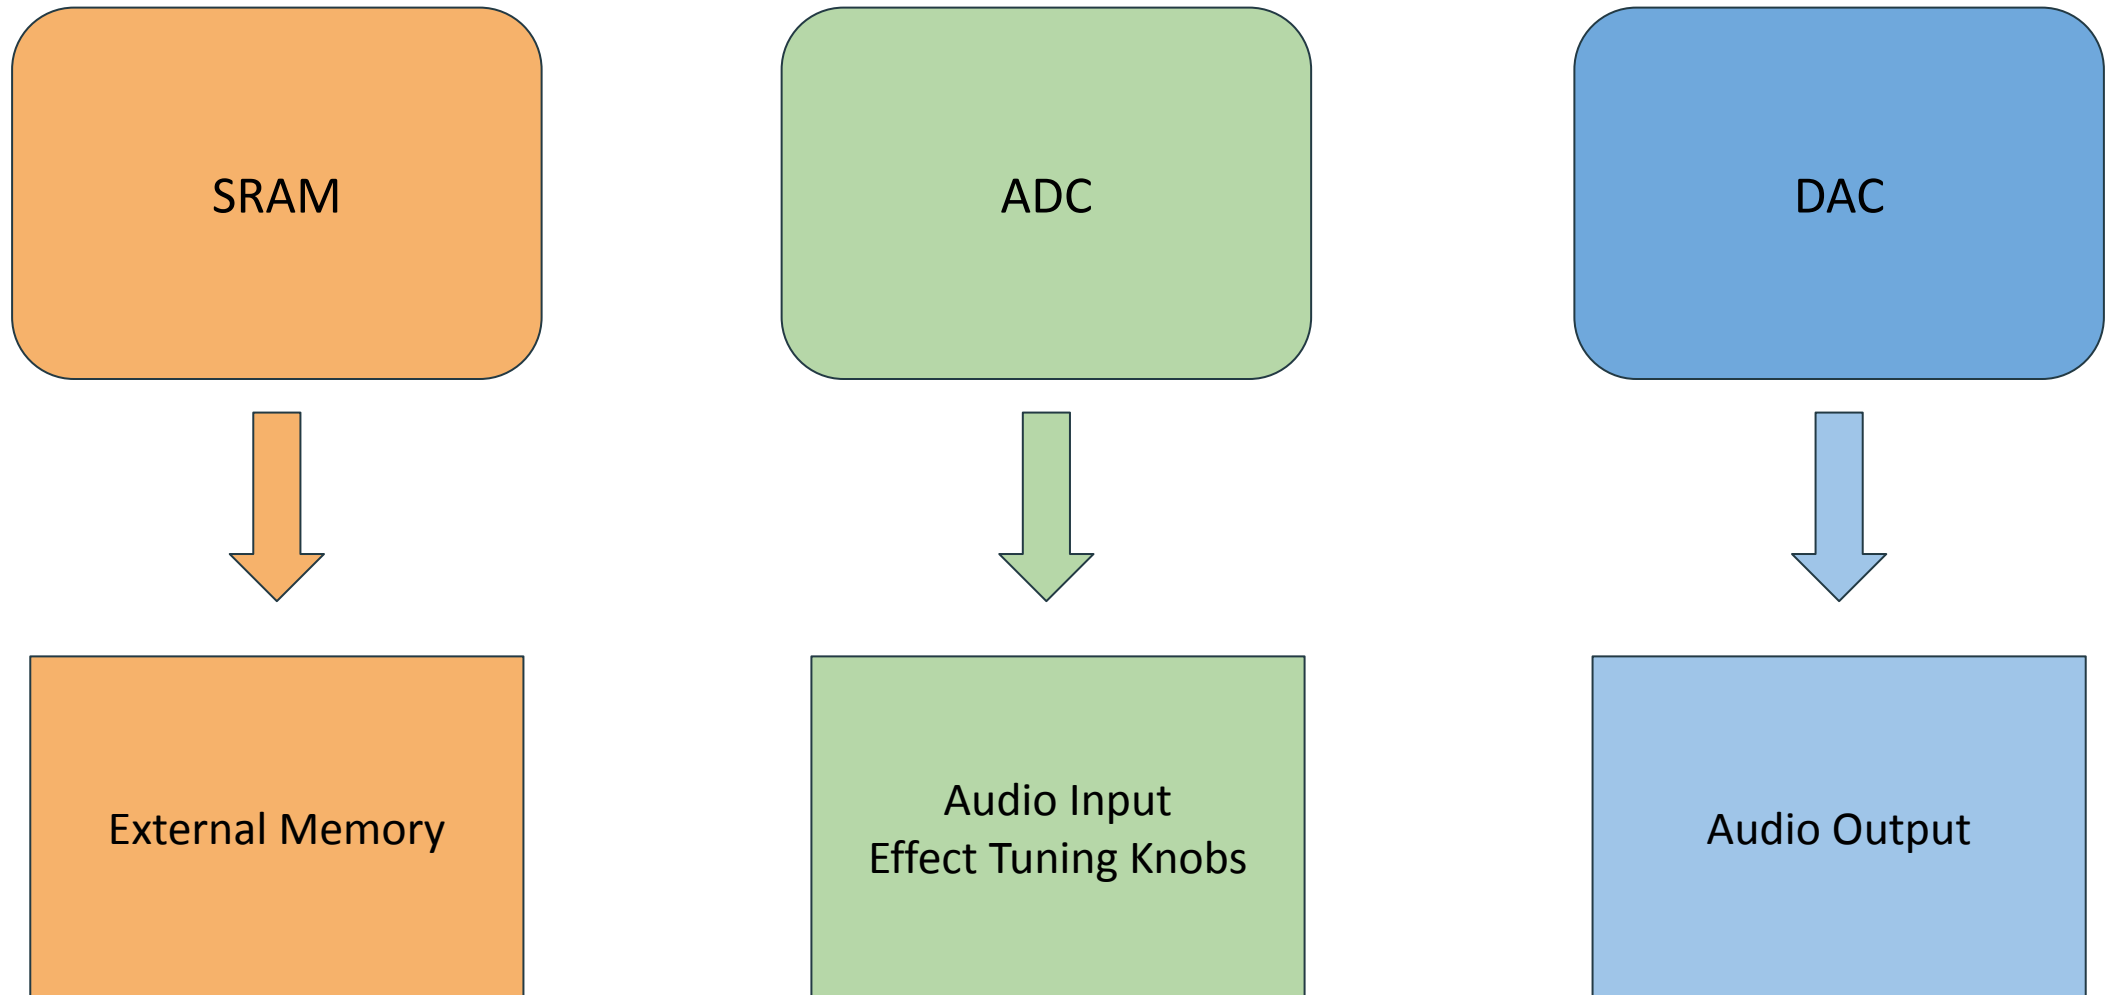 SRAM
ADC
DAC
External Memory
Audio Input
Effect Tuning Knobs
Audio Output